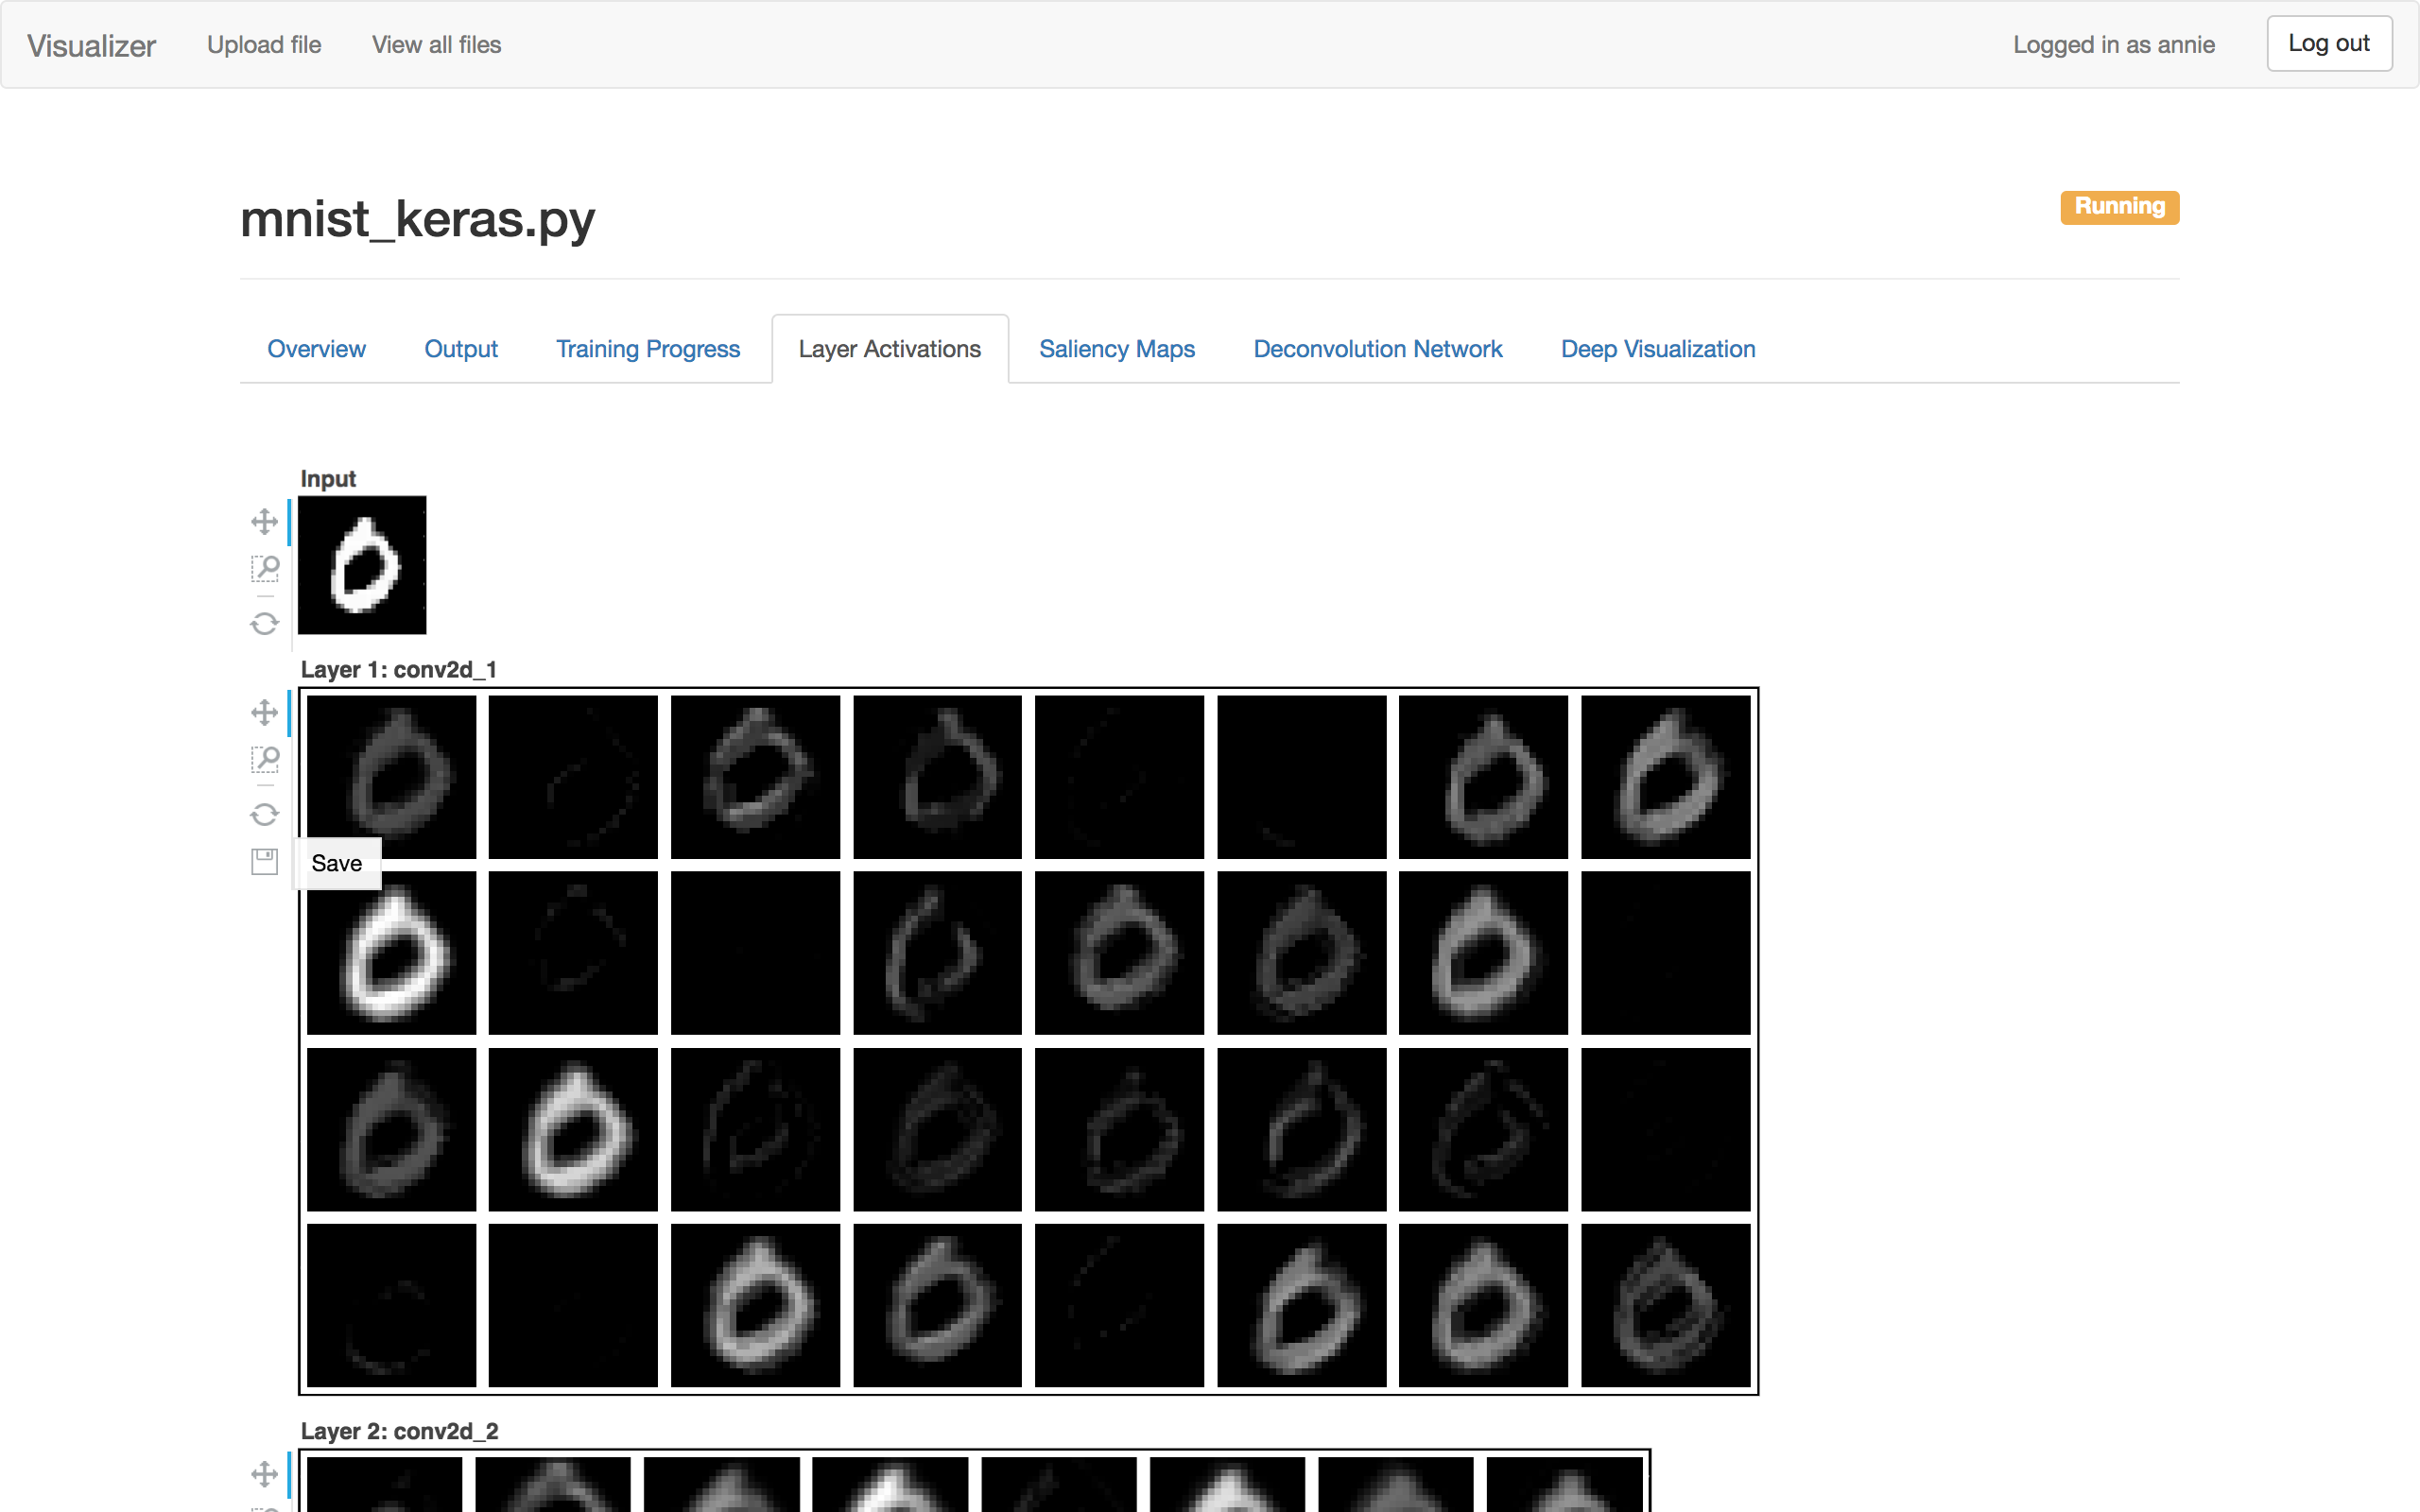 Visualizer Upload file View all files Logged in as annie Log out
mnist_keras.py Running
Overview Output Training Progress Layer Activations Saliency Maps Deconvolution Network Deep Visualization
Input
Layer 1: conv2d_1
Save
Layer 2: conv2d_2